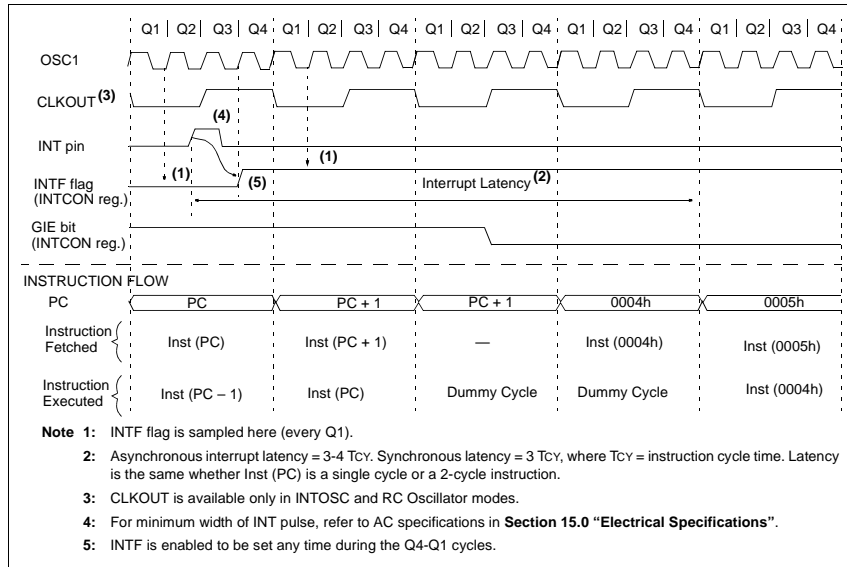 Q1 Q2 Q3 Q4 Q1 Q2 Q3 Q4 Q1 Q2 Q3 Q4 Q1 Q2 Q3 Q4 Q1 Q2 Q3 Q4
OSC1
CLKOUT (3)
(4)
INT pin
(1) (1)
INTF flag
(INTCON reg.)
(5) Interrupt Latency (2)
GIE bit
(INTCON reg.)
INSTRUCTION FLOW
PC PC PC + 1 PC + 1 0004h 0005h
Instruction
Fetched
Inst (PC) Inst (PC + 1) — Inst (0004h) Inst (0005h)
Instruction
Executed
Inst (PC – 1) Inst (PC) Dummy Cycle Dummy Cycle Inst (0004h)
Note 1: INTF flag is sampled here (every Q1).
2: Asynchronous interrupt latency = 3-4 TCY. Synchronous latency = 3 TCY, where TCY = instruction cycle time. Latency
is the same whether Inst (PC) is a single cycle or a 2-cycle instruction.
3: CLKOUT is available only in INTOSC and RC Oscillator modes.
4: For minimum width of INT pulse, refer to AC specifications in Section 15.0 “Electrical Specifications”.
5: INTF is enabled to be set any time during the Q4-Q1 cycles.